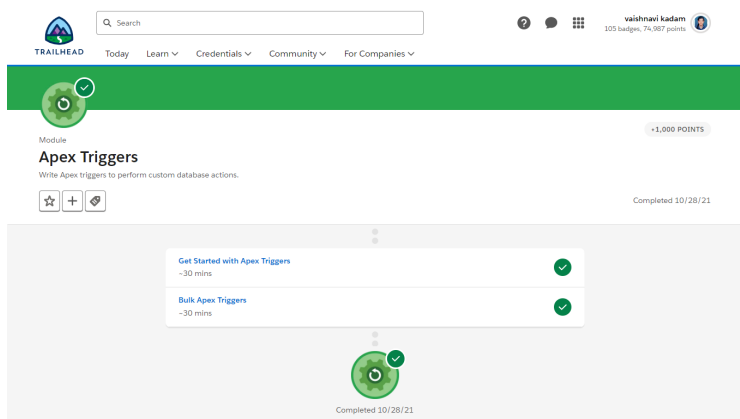 Search
vaishnavi kadam
105 badges, 74,987 points
TRAILHEAD
Today Learn Credentials Community For Companies
+1,000 POINTS
Module
Apex Triggers
Write Apex triggers to perform custom database actions.
Completed 10/28/21
Get Started with Apex Triggers
~30 mins
Bulk Apex Triggers
~30 mins
Completed 10/28/21